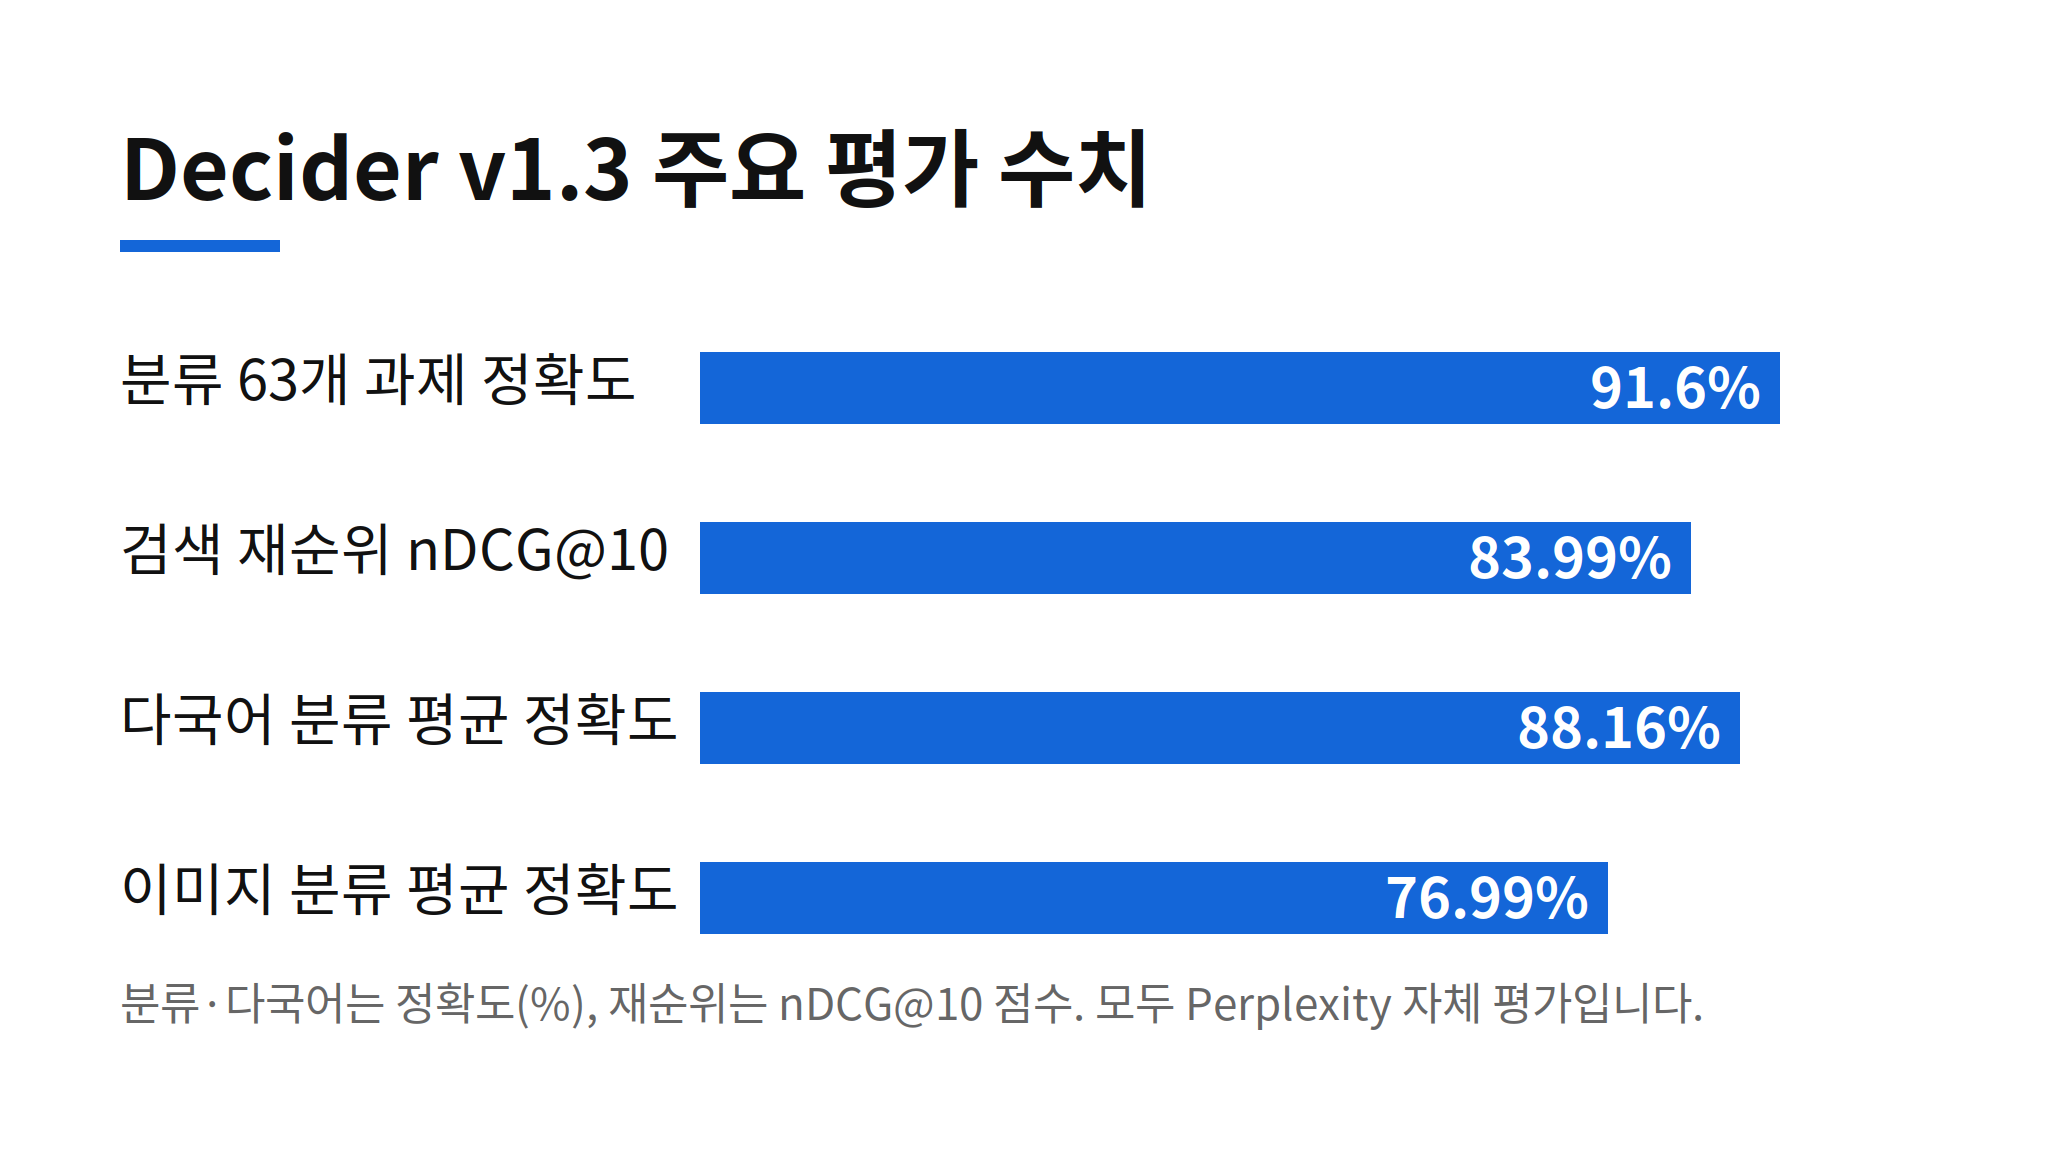 Decider v1.3 주요 평가 수치
분류 63개 과제 정확도 91.6%
검색 재순위 nDCG@10 83.99%
다국어 분류 평균 정확도 88.16%
이미지 분류 평균 정확도 76.99%
분류·다국어는 정확도(%), 재순위는 nDCG@10 점수. 모두 Perplexity 자체 평가입니다.